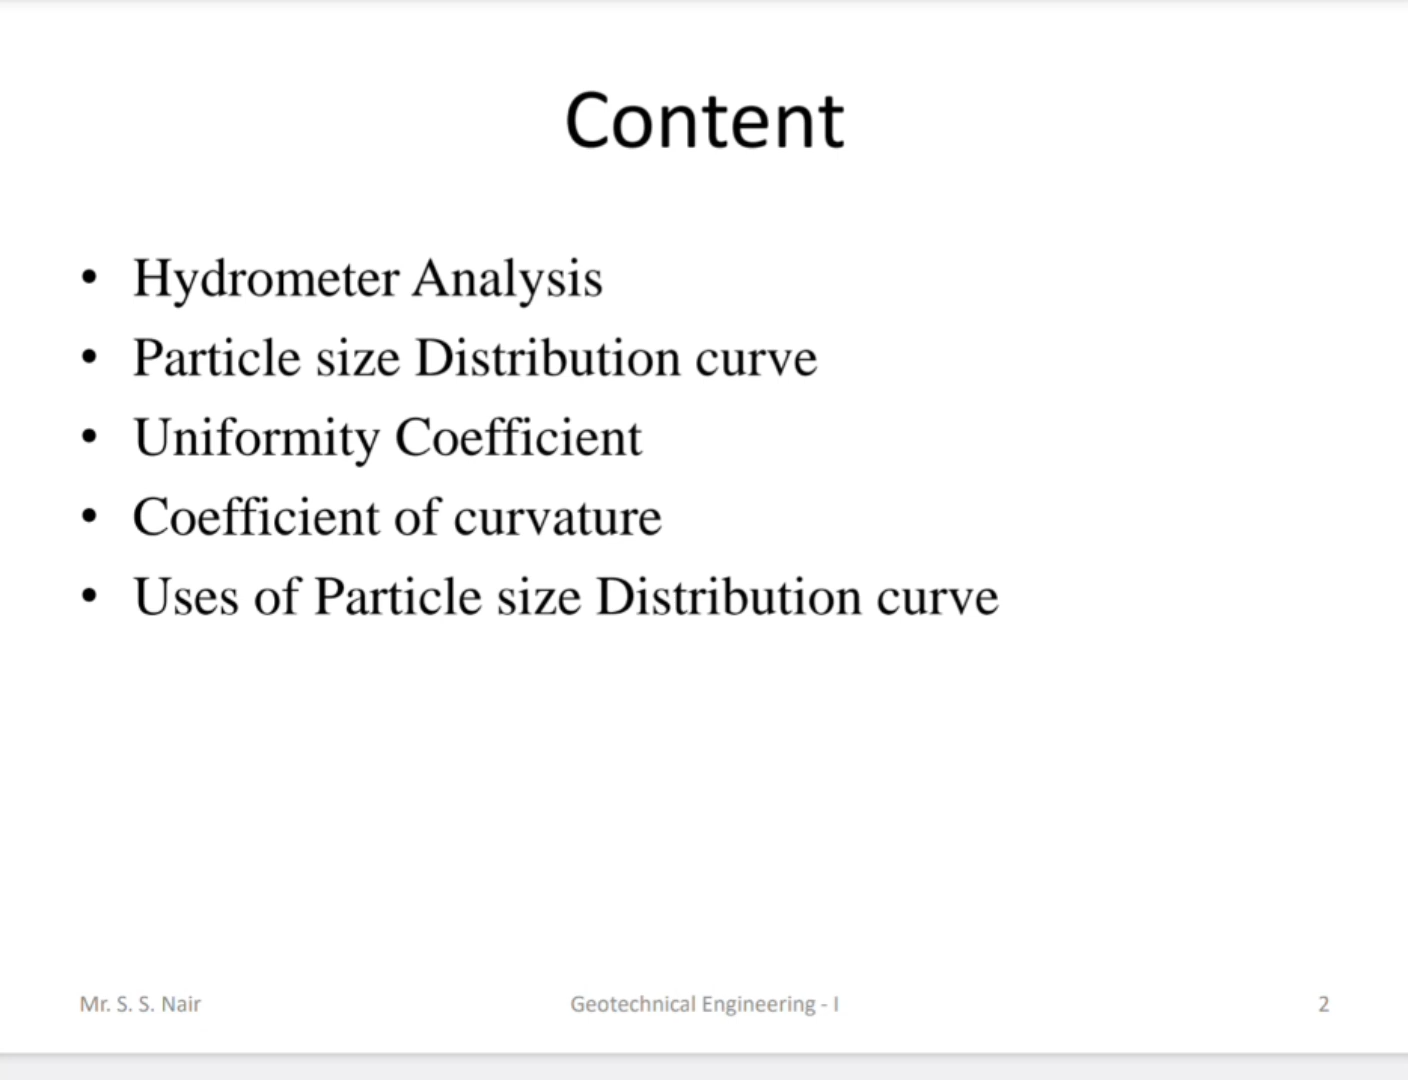 Content
• Hydrometer Analysis
• Particle size Distribution curve
• Uniformity Coefficient
• Coefficient of curvature
• Uses of Particle size Distribution curve
Mr. S. S. Nair
Geotechnical Engineering - I
2